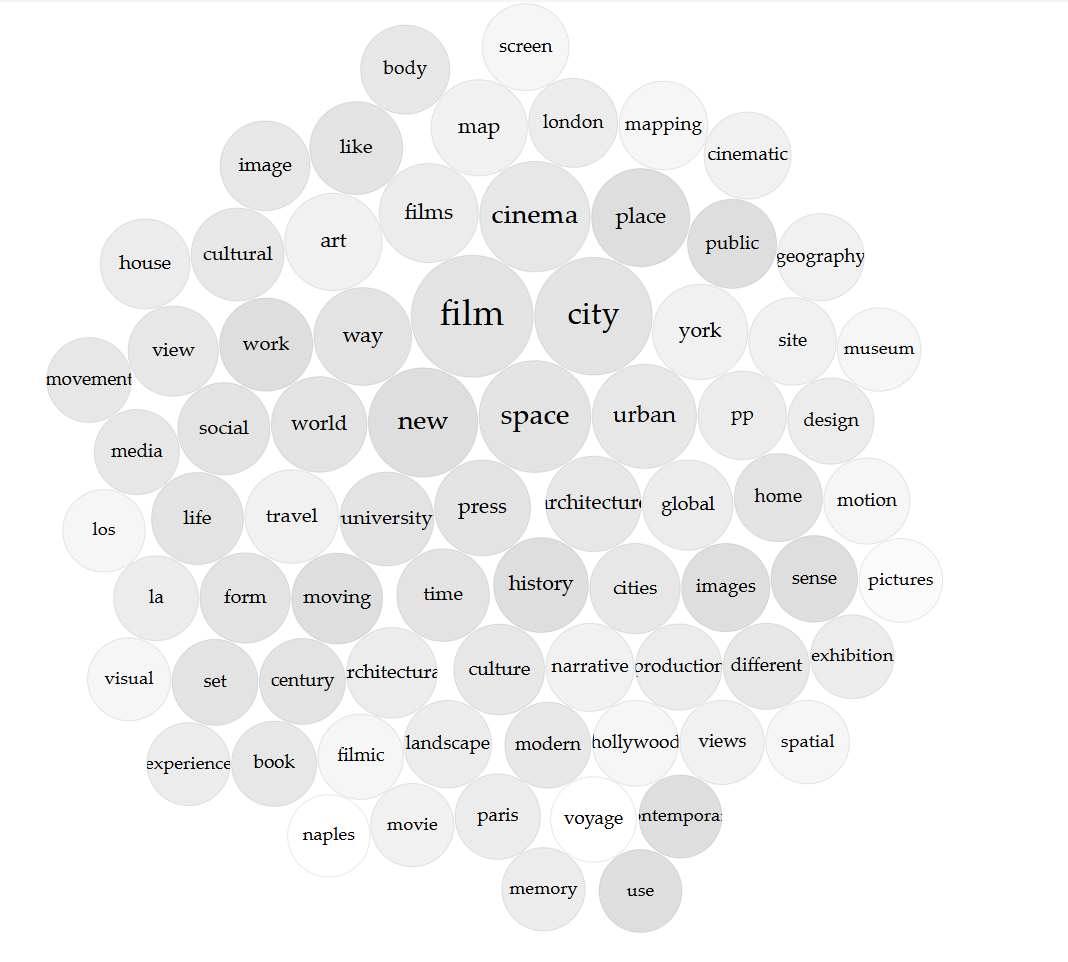 screen
body
map
london
mapping
cinematic
like
image
films
cinema
place
public
geography
art
cultural
house
film
city
york
site
museum
way
work
view
movement
new
space
urban
pp
design
world
social
media
press
rchitecture
global
home
motion
university
travel
life
los
time
history
cities
images
sense
pictures
moving
form
la
culture
narrative
production
different
exhibition
rchitectura
century
set
visual
landscape
modern
hollywood
views
spatial
filmic
book
experience
naples
movie
paris
voyage
ontemporar
memory
use